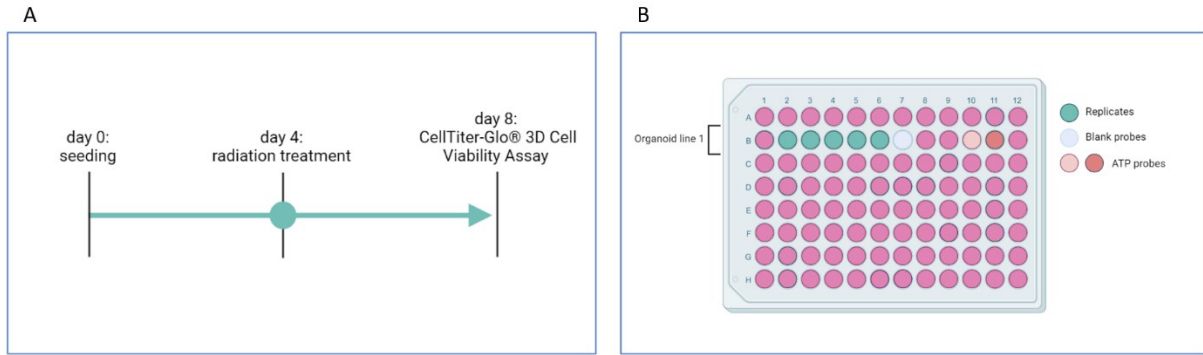 A
day 0:
seeding
day 4:
radiation treatment
day 8:
CellTiter-Glo® 3D Cell
Viability Assay
B
1 2 3 4 5 6 7 8 9 10 11 12
A
B
C
D
E
F
G
H
Organoid line 1
Replicates
Blank probes
ATP probes